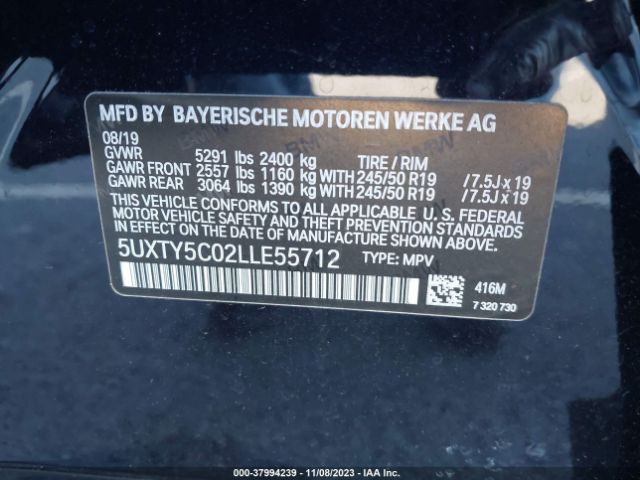 MFD BY BAYERISCHE MOTOREN WERKE AG
08/19
GVWR 5291 lbs 2400 kg TIRE / RIM
GAWR FRONT 2557 lbs 1160 kg WITH 245/50 R19 / 7.5J x 19
GAWR REAR 3064 lbs 1390 kg WITH 245/50 R19 / 7.5J x 19
THIS VEHICLE CONFORMS TO ALL APPLICABLE U. S. FEDERAL
MOTOR VEHICLE SAFETY AND THEFT PREVENTION STANDARDS
IN EFFECT ON THE DATE OF MANUFACTURE SHOWN ABOVE.
5UXTY5C02LLE55712 TYPE: MPV
416M
7 320 730
000-37994239 - 11/08/2023 - IAA Inc.